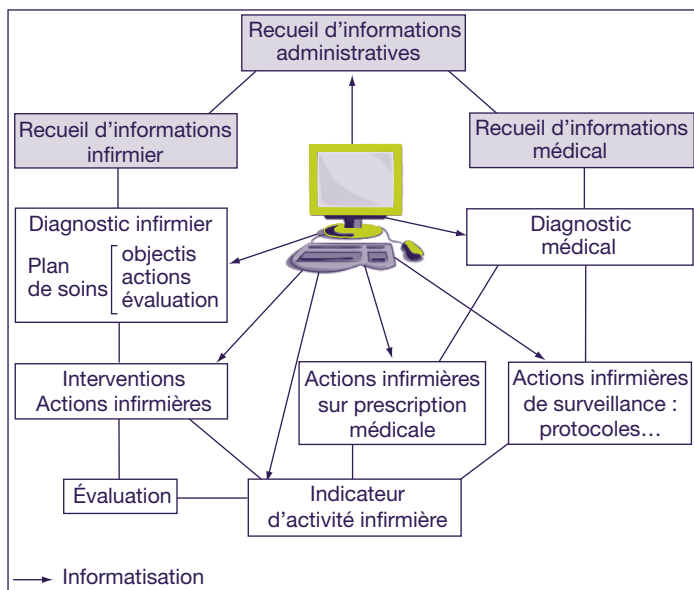 Recueil d'informations
administratives
Recueil d'informations
infirmier
Recueil d'informations
médical
Diagnostic infirmier
Plan
de soins
objectis
actions
évaluation
Diagnostic
médical
Interventions
Actions infirmières
Actions infirmières
sur prescription
médicale
Actions infirmières
de surveillance :
protocoles…
Évaluation
Indicateur
d'activité infirmière
Informatisation